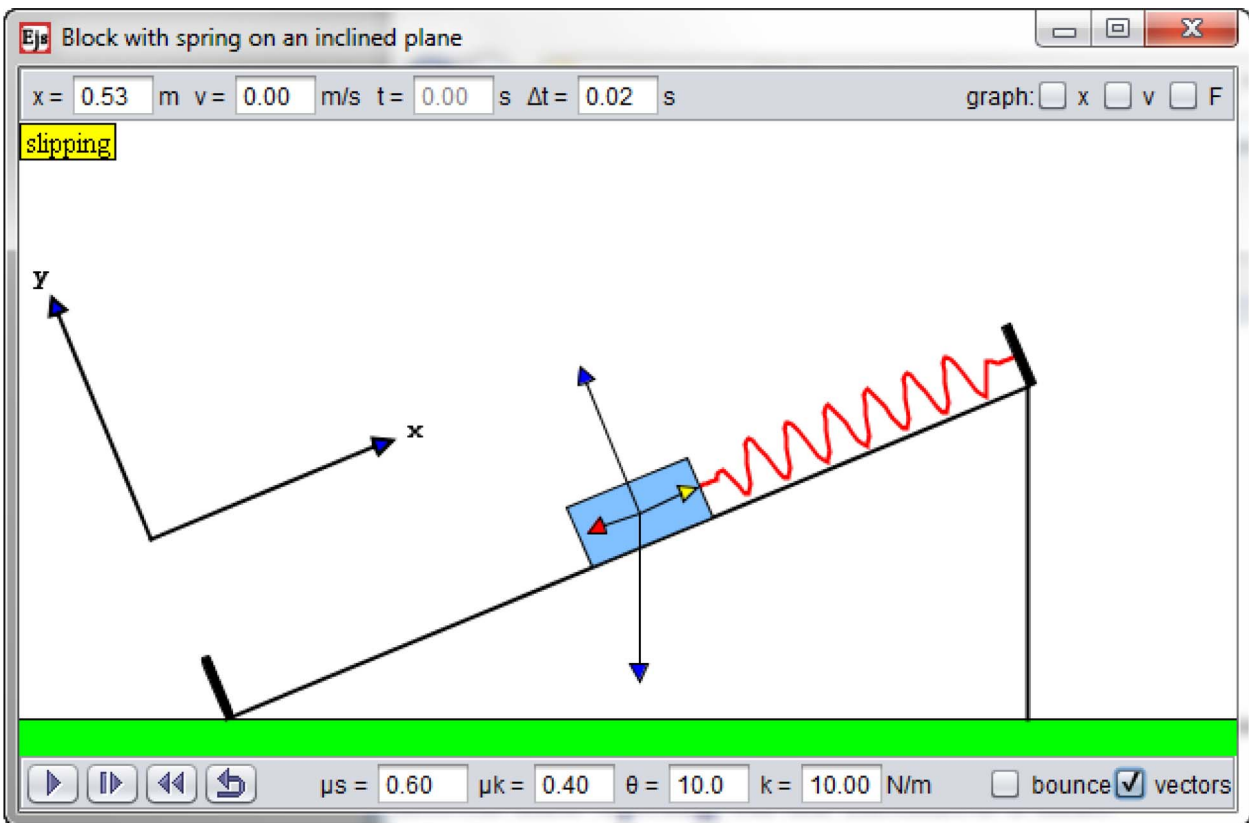 Ejs Block with spring on an inclined plane
x = 0.53 m v = 0.00 m/s t = 0.00 s Δt = 0.02 s graph: x v F
slipping
y
x
μs = 0.60 μk = 0.40 θ = 10.0 k = 10.00 N/m bounce vectors